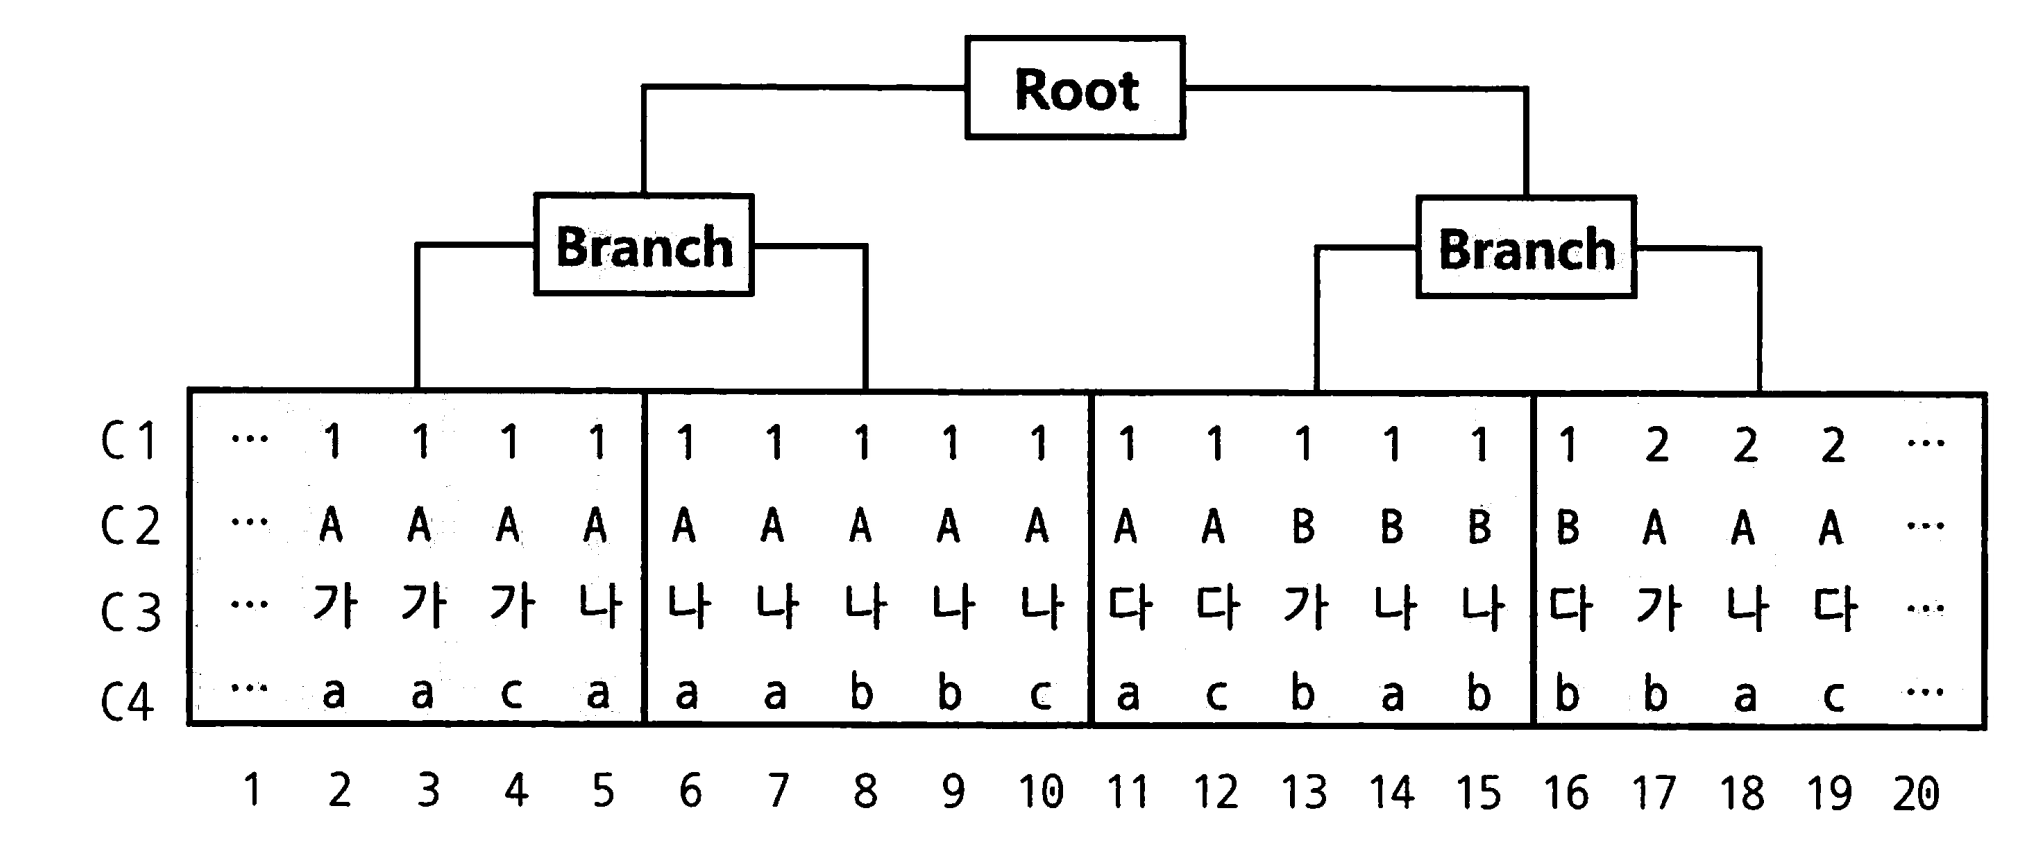 Root
Branch Branch
C1 ... 1 1 1 1 1 1 1 1 1 1 1 1 1 1 1 2 2 2 ...
C2 ... A A A A A A A A A A A B B B B A A A ...
C3 ... 가 가 가 나 나 나 나 나 나 다 다 가 나 나 다 가 나 다 ...
C4 ... a a c a a a b b c a c b a b b b a c ...
1 2 3 4 5 6 7 8 9 10 11 12 13 14 15 16 17 18 19 20